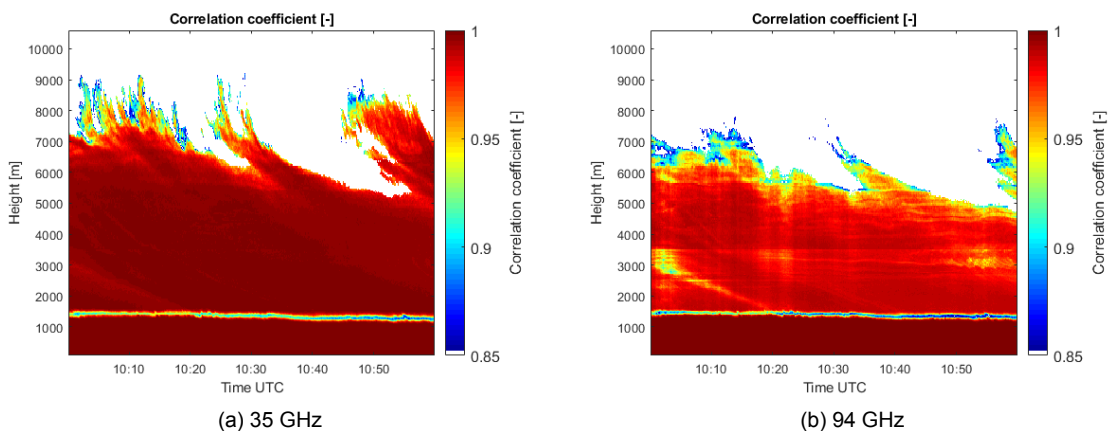 Correlation coefficient [-]
10000
9000
8000
7000
6000
5000
4000
3000
2000
1000
Height [m]
10:10 10:20 10:30 10:40 10:50
Time UTC
1
0.95
0.9
0.85
Correlation coefficient [-]
(a) 35 GHz
Correlation coefficient [-]
10000
9000
8000
7000
6000
5000
4000
3000
2000
1000
Height [m]
10:10 10:20 10:30 10:40 10:50
Time UTC
1
0.95
0.9
0.85
Correlation coefficient [-]
(b) 94 GHz